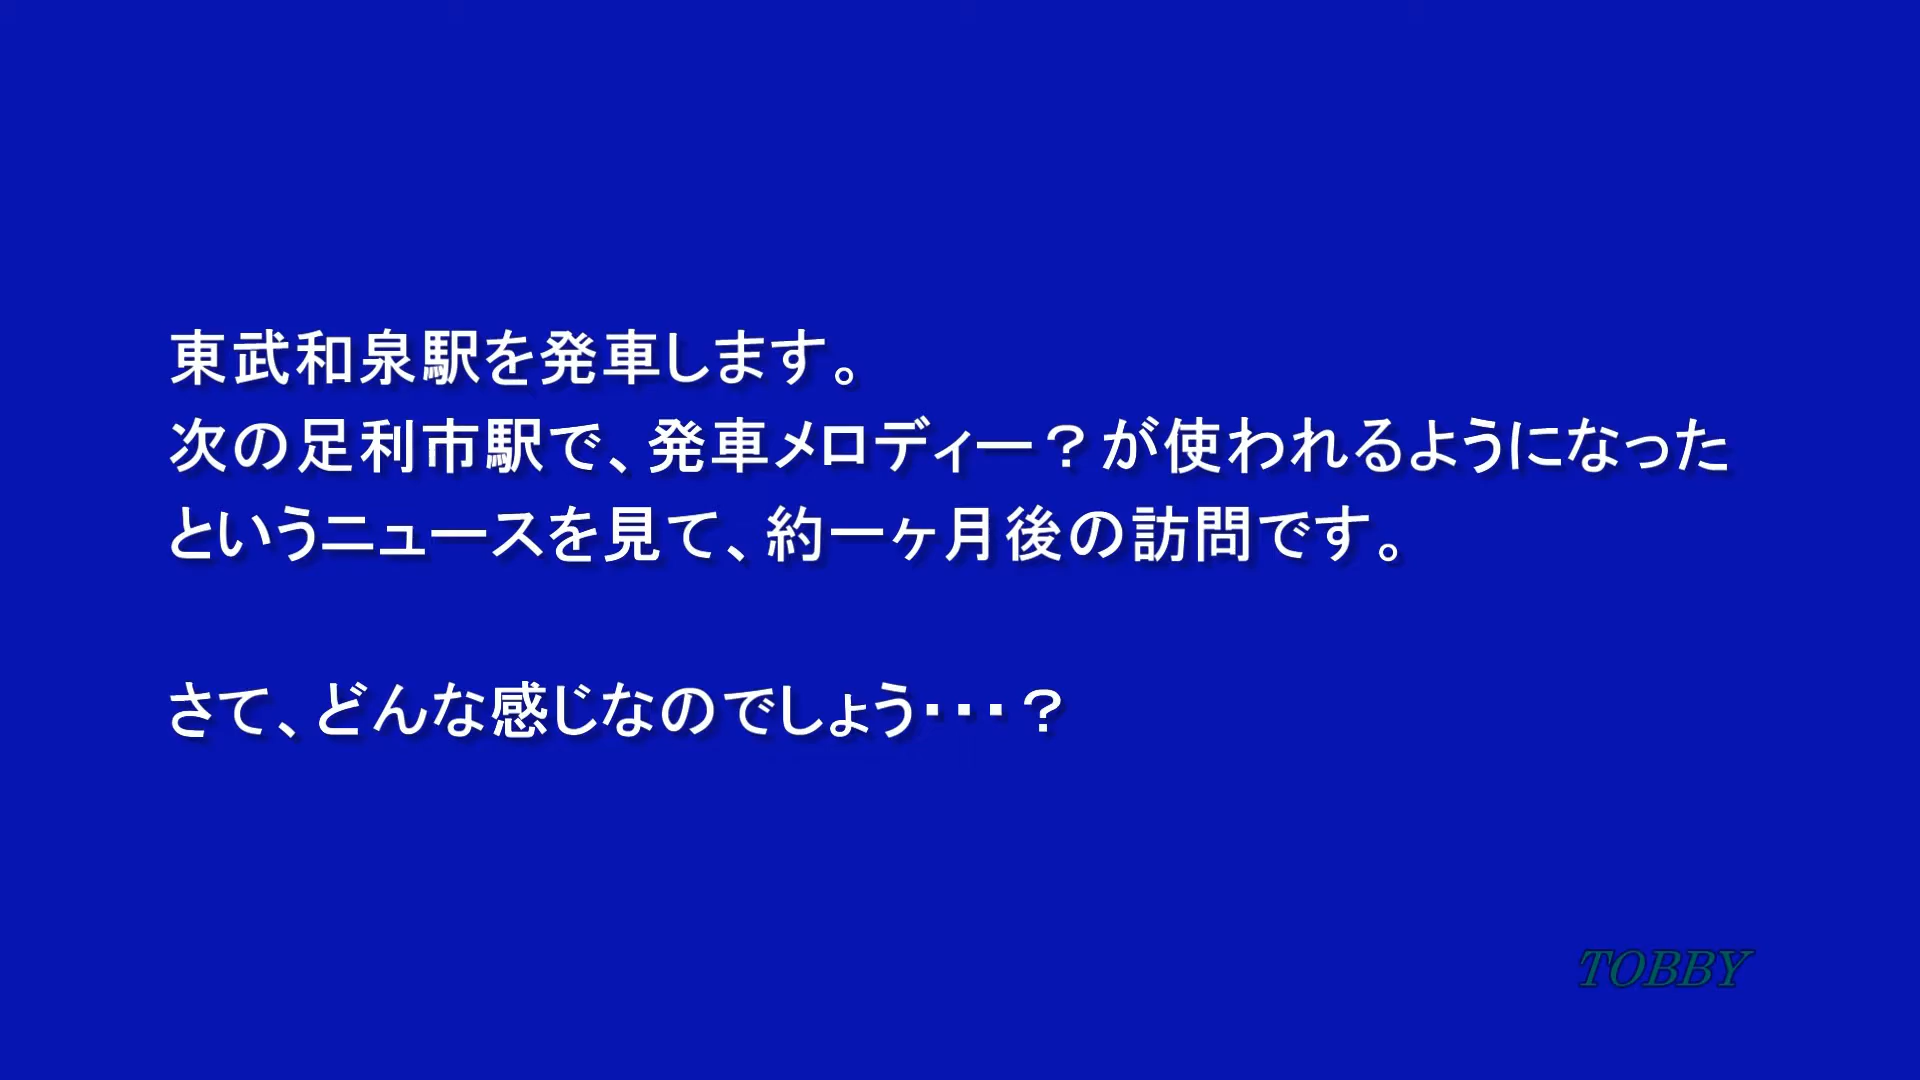 東武和泉駅を発車します。
次の足利市駅で、発車メロディー？が使われるようになった
というニュースを見て、約一ヶ月後の訪問です。
さて、どんな感じなのでしょう・・・？
TOBBY